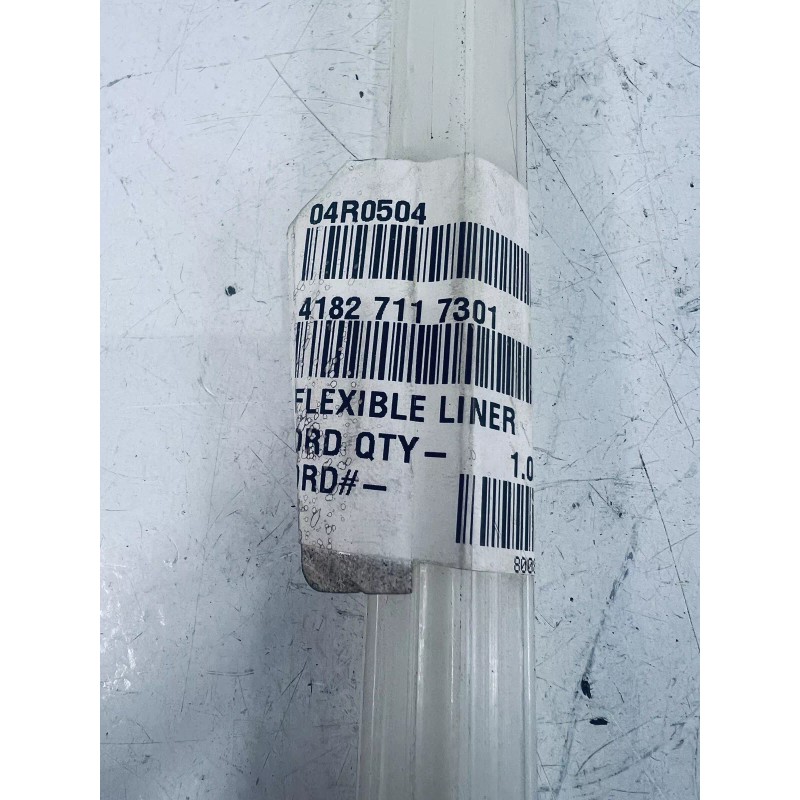 04R0504
4182 711 7301
FLEXIBLE LINER
ORD QTY- 1.0
ORD#-